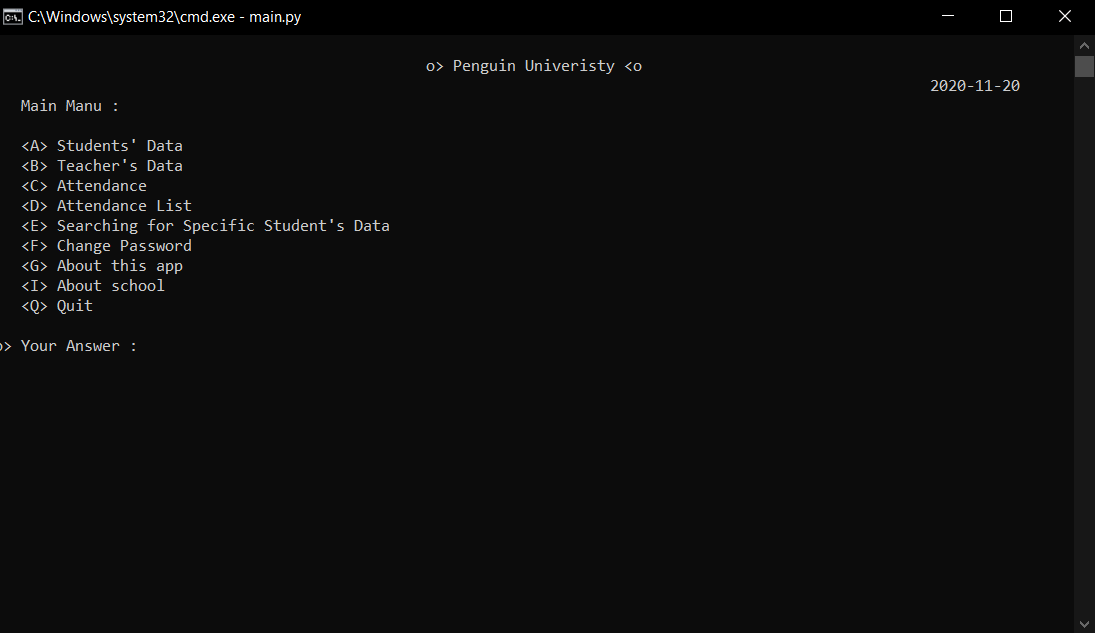 C:\Windows\system32\cmd.exe - main.py
o> Penguin Univeristy <o
2020-11-20
Main Manu :
<A> Students' Data
<B> Teacher's Data
<C> Attendance
<D> Attendance List
<E> Searching for Specific Student's Data
<F> Change Password
<G> About this app
<I> About school
<Q> Quit
o> Your Answer :